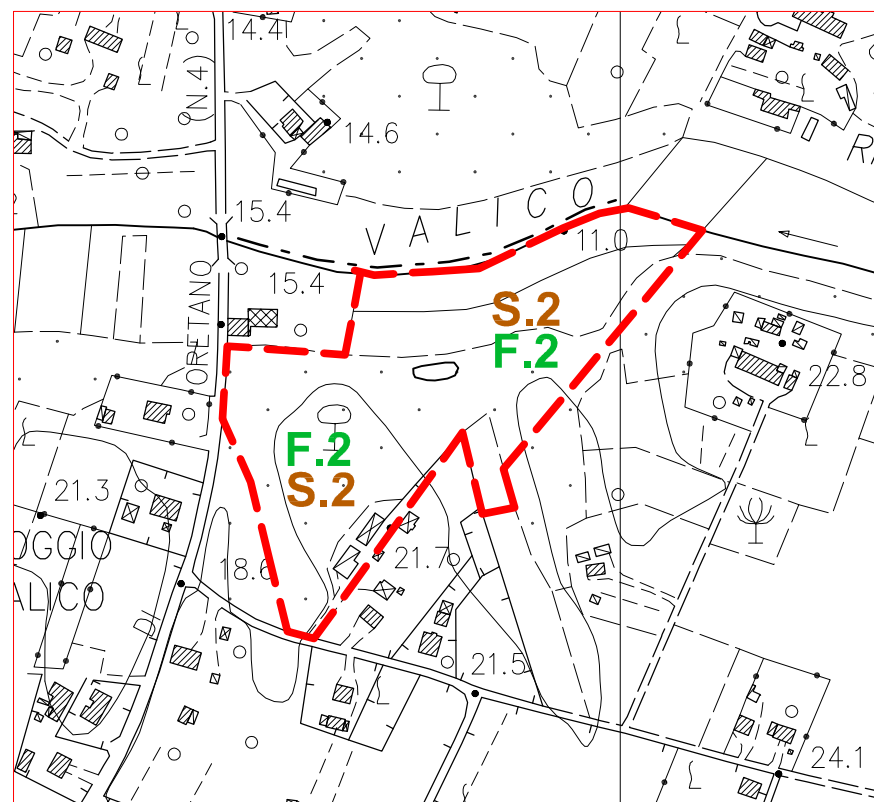 14.4
N.4
14.6
15.4
VALICO
11.0
15.4
ORETANO
S.2
F.2
22.8
F.2
S.2
21.3
OGGIO
ALICO
21.7
18.6
21.5
24.1